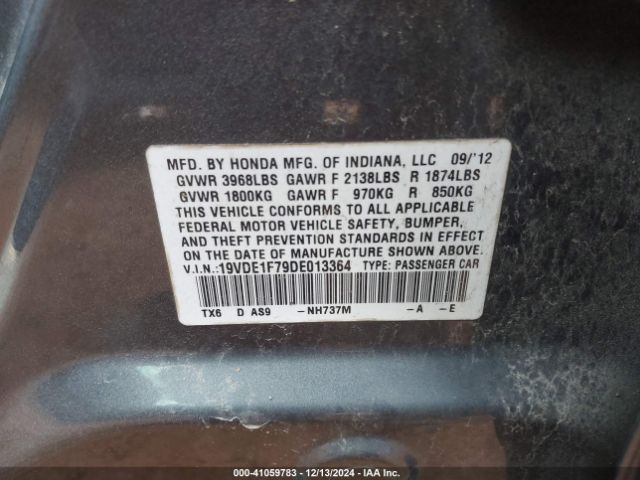 MFD. BY HONDA MFG. OF INDIANA, LLC 09/'12
GVWR 3968LBS GAWR F 2138LBS R 1874LBS
GVWR 1800KG GAWR F 970KG R 850KG
THIS VEHICLE CONFORMS TO ALL APPLICABLE
FEDERAL MOTOR VEHICLE SAFETY, BUMPER,
AND THEFT PREVENTION STANDARDS IN EFFECT
ON THE DATE OF MANUFACTURE SHOWN ABOVE.
V.I.N.:19VDE1F79DE013364 TYPE: PASSENGER CAR
TX6 D AS9 –NH737M –A –E
000-41059783 – 12/13/2024 – IAA Inc.